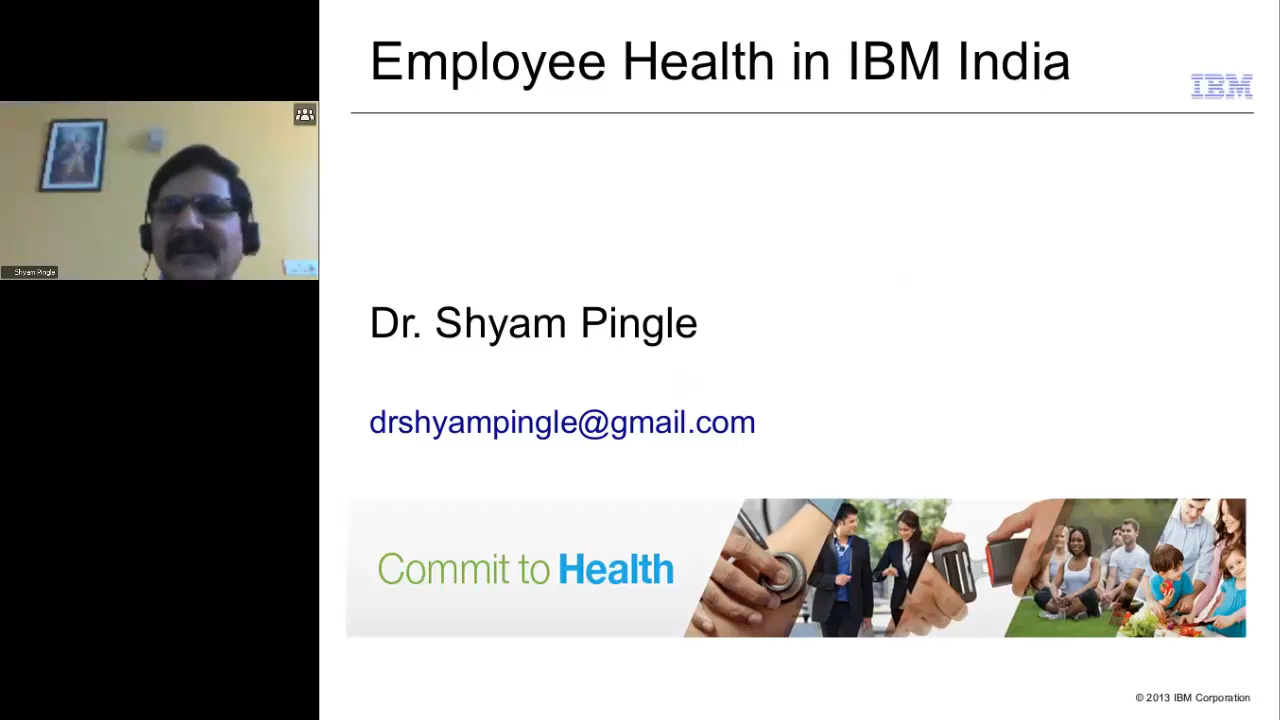 Employee Health in IBM India
IBM
Shyam Pingle
Dr. Shyam Pingle
drshyampingle@gmail.com
Commit to Health
© 2013 IBM Corporation